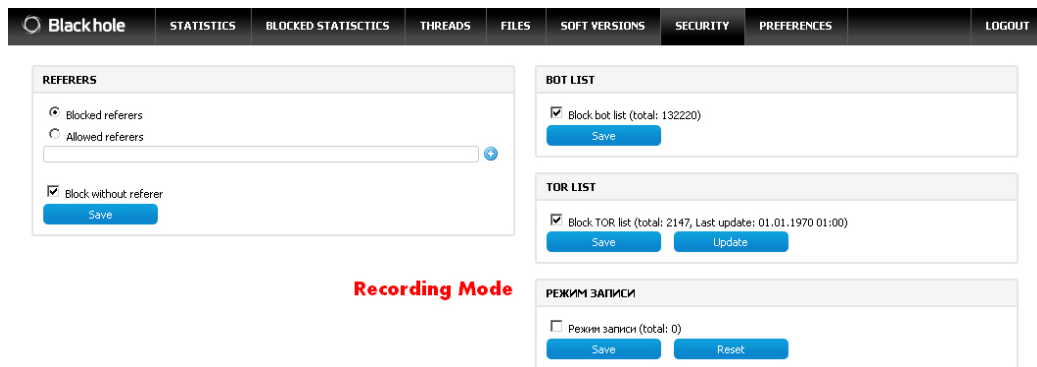 Blackhole STATISTICS BLOCKED STATISCTICS THREADS FILES SOFT VERSIONS SECURITY PREFERENCES LOGOUT
REFERERS
Blocked referers
Allowed referers
Block without referer
Save
BOT LIST
Block bot list (total: 132220)
Save
TOR LIST
Block TOR list (total: 2147, Last update: 01.01.1970 01:00)
Save Update
Recording Mode
РЕЖИМ ЗАПИСИ
Режим записи (total: 0)
Save Reset